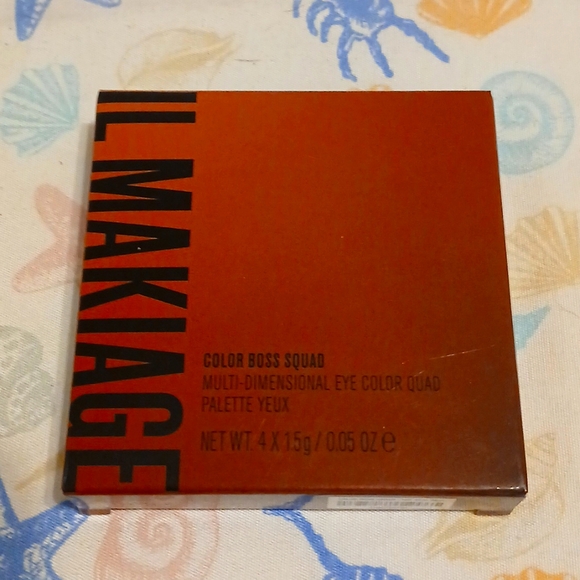 IL MAKIAGE
COLOR BOSS SQUAD
MULTI-DIMENSIONAL EYE COLOR QUAD
PALETTE YEUX
NET WT. 4 X 1.5g / 0.05 OZ ℮